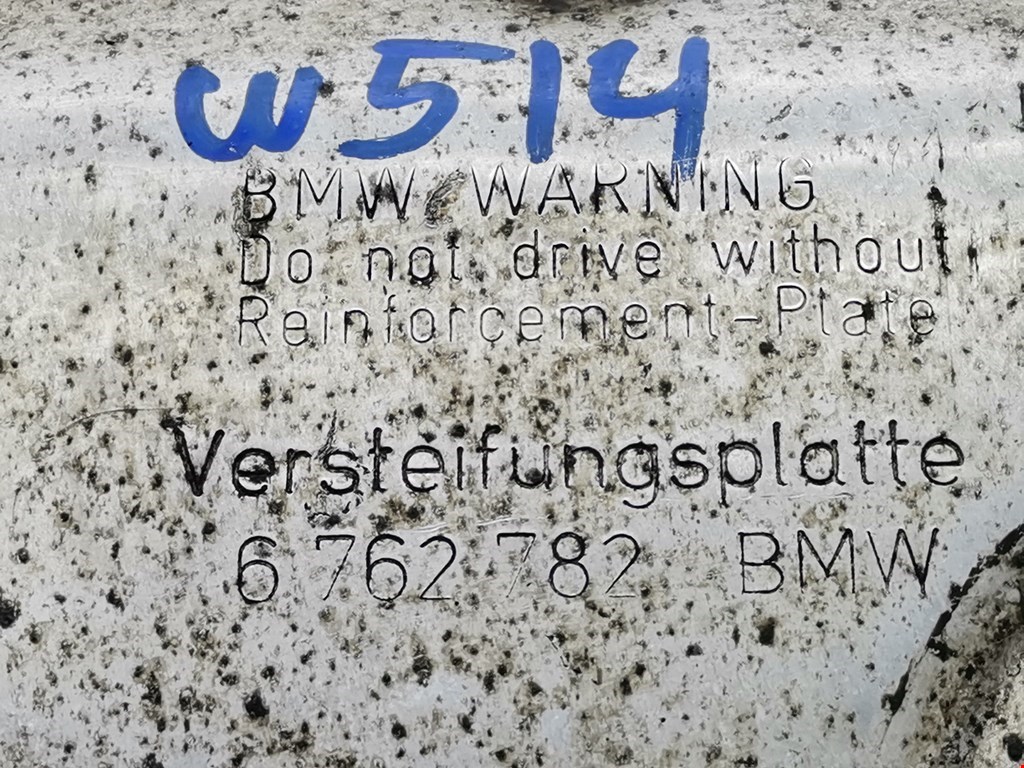 W514
BMW WARNING
Do not drive without
Reinforcement-Plate
Versteifungsplatte
6 762 782 BMW